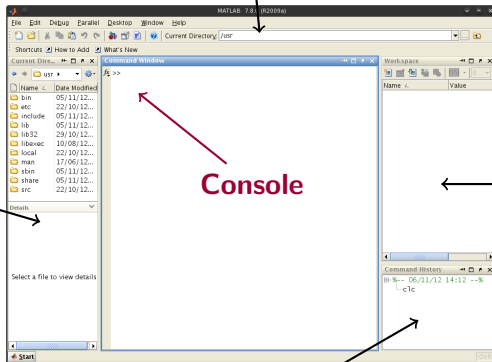 MATLAB 7.8.0 (R2009a)
File Edit Debug Parallel Desktop Window Help
Current Directory: /usr
Shortcuts How to Add What's New
Current Dire...
usr
Name Date Modified
bin 05/11/12...
etc 22/10/12...
include 05/11/12...
lib 05/11/12...
lib32 29/10/12...
libexec 10/08/12...
local 22/10/12...
man 17/06/12...
sbin 05/11/12...
share 05/11/12...
src 22/10/12...
Details
Select a file to view details
Start
Command Window
fx >>
Console
Workspace
Name Value
Command History
%-- 06/11/12 14:12 --%
clc
OVR